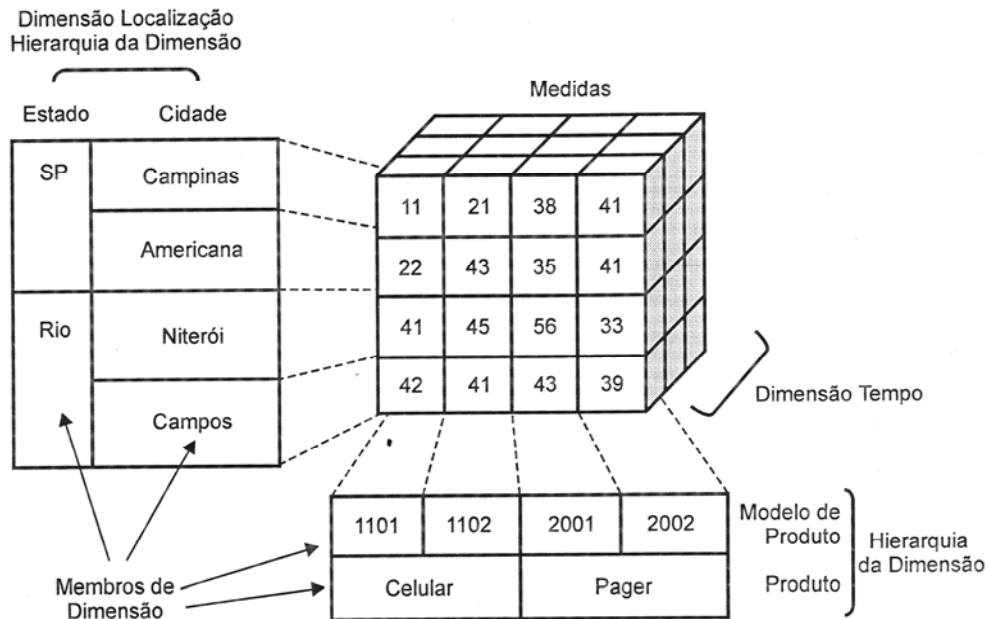 Dimensão Localização
Hierarquia da Dimensão
Estado Cidade
Medidas
SP Campinas
Americana
Rio Niterói
Campos
11 21 38 41
22 43 35 41
41 45 56 33
42 41 43 39
Dimensão Tempo
1101 1102 2001 2002
Modelo de
Produto
Celular Pager Produto
Hierarquia
da Dimensão
Membros de
Dimensão